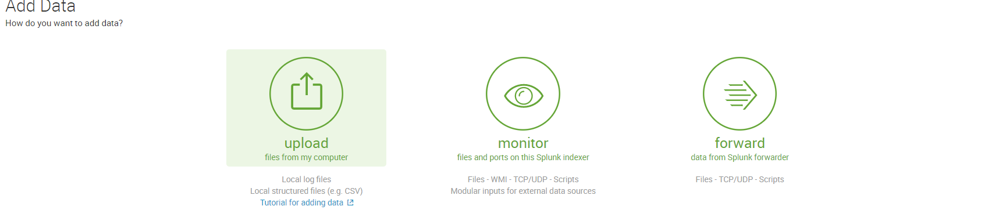 Add Data
How do you want to add data?
upload
files from my computer
Local log files
Local structured files (e.g. CSV)
Tutorial for adding data
monitor
files and ports on this Splunk indexer
Files - WMI - TCP/UDP - Scripts
Modular inputs for external data sources
forward
data from Splunk forwarder
Files - TCP/UDP - Scripts